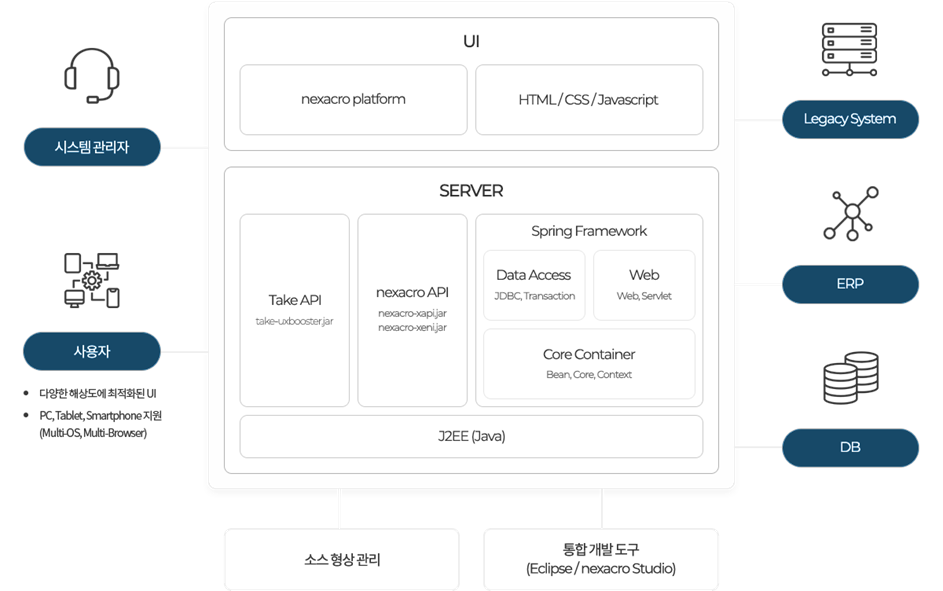 시스템 관리자
사용자
• 다양한 해상도에 최적화된 UI
• PC, Tablet, Smartphone 지원
(Multi-OS, Multi-Browser)
UI
nexacro platform
HTML / CSS / Javascript
SERVER
Take API
take-uxbooster.jar
nexacro API
nexacro-xapi.jar
nexacro-xeni.jar
Spring Framework
Data Access
JDBC, Transaction
Web
Web, Servlet
Core Container
Bean, Core, Context
J2EE (Java)
소스 형상 관리
통합 개발 도구
(Eclipse / nexacro Studio)
Legacy System
ERP
DB